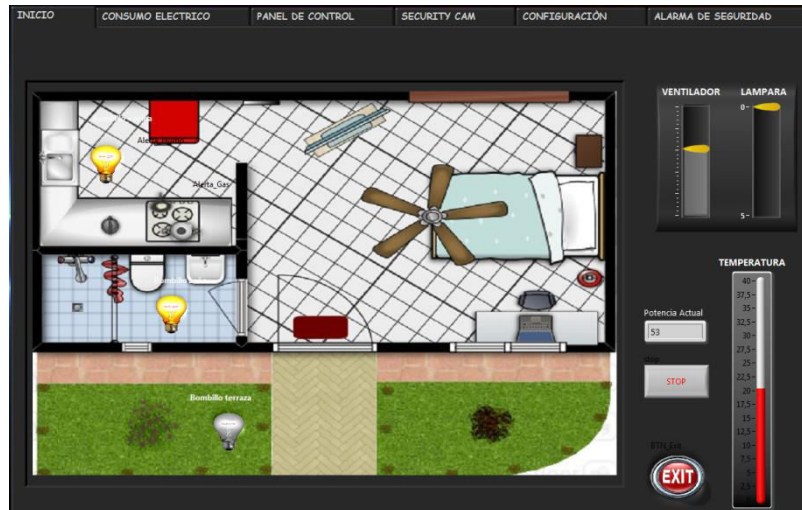 INICIO
CONSUMO ELECTRICO
PANEL DE CONTROL
SECURITY CAM
CONFIGURACIÒN
ALARMA DE SEGURIDAD
VENTILADOR
LAMPARA
0-
5-
Alerta_Gas
TEMPERATURA
40-
37,5-
35-
32,5-
30-
27,5-
25-
22,5-
20-
17,5-
15-
12,5-
10-
7,5-
5-
2,5-
Potencia Actual
53
stop
STOP
Bombillo terraza
BTN_Exit
EXIT